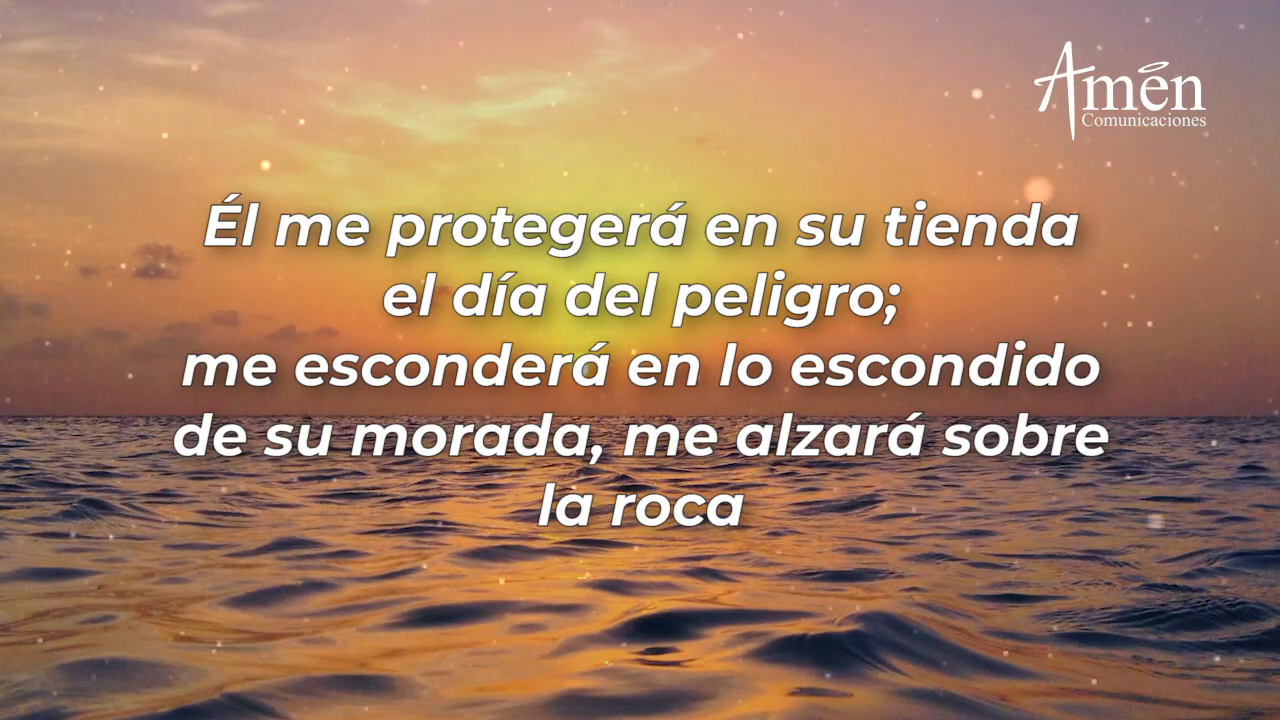 Amén
Comunicaciones
Él me protegerá en su tienda
el día del peligro;
me esconderá en lo escondido
de su morada, me alzará sobre
la roca